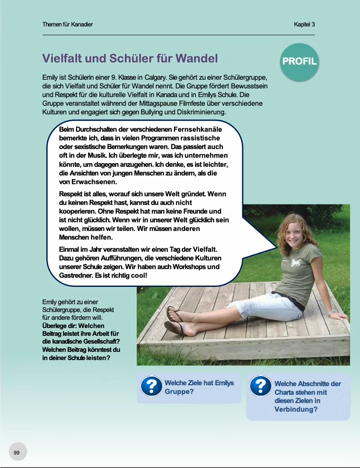 Themen für Kanadier
Kapitel 3
Vielfalt und Schüler für Wandel
PROFIL
Emily ist Schülerin einer 9. Klasse in Calgary. Sie gehört zu einer Schülergruppe,
die sich Vielfalt und Schüler für Wandel nennt. Die Gruppe fördert Bewusstsein
und Respekt für die kulturelle Vielfalt in Kanada und in Emilys Schule. Die
Gruppe veranstaltet während der Mittagspause Filmfeste über verschiedene
Kulturen und engagiert sich gegen Bullying und Diskriminierung.
Beim Durchschalten der verschiedenen Fernsehkanäle
bemerkte ich, dass in vielen Programmen rassistische
oder sexistische Bemerkungen waren. Das passiert auch
oft in der Musik. Ich überlegte mir, was ich unternehmen
könnte, um dagegen anzugehen. Ich denke, es ist leichter,
die Ansichten von jungen Menschen zu ändern, als die
von Erwachsenen.
Respekt ist alles, worauf sich unsere Welt gründet. Wenn
du keinen Respekt hast, kannst du auch nicht
kooperieren. Ohne Respekt hat man keine Freunde und
ist nicht glücklich. Wenn wir in unserer Welt glücklich sein
wollen, müssen wir teilen. Wir müssen anderen
Menschen helfen.
Einmal im Jahr veranstalten wir einen Tag der Vielfalt.
Dazu gehören Aufführungen, die verschiedene Kulturen
unserer Schule zeigen. Wir haben auch Workshops und
Gastredner. Es ist richtig cool!
Emily gehört zu einer
Schülergruppe, die Respekt
für andere fördern will.
Überlege dir: Welchen
Beitrag leistet ihre Arbeit für
die kanadische Gesellschaft?
Welchen Beitrag könntest du
in deiner Schule leisten?
? Welche Ziele hat Emilys
Gruppe?
? Welche Abschnitte der
Charta stehen mit
diesen Zielen in
Verbindung?
99